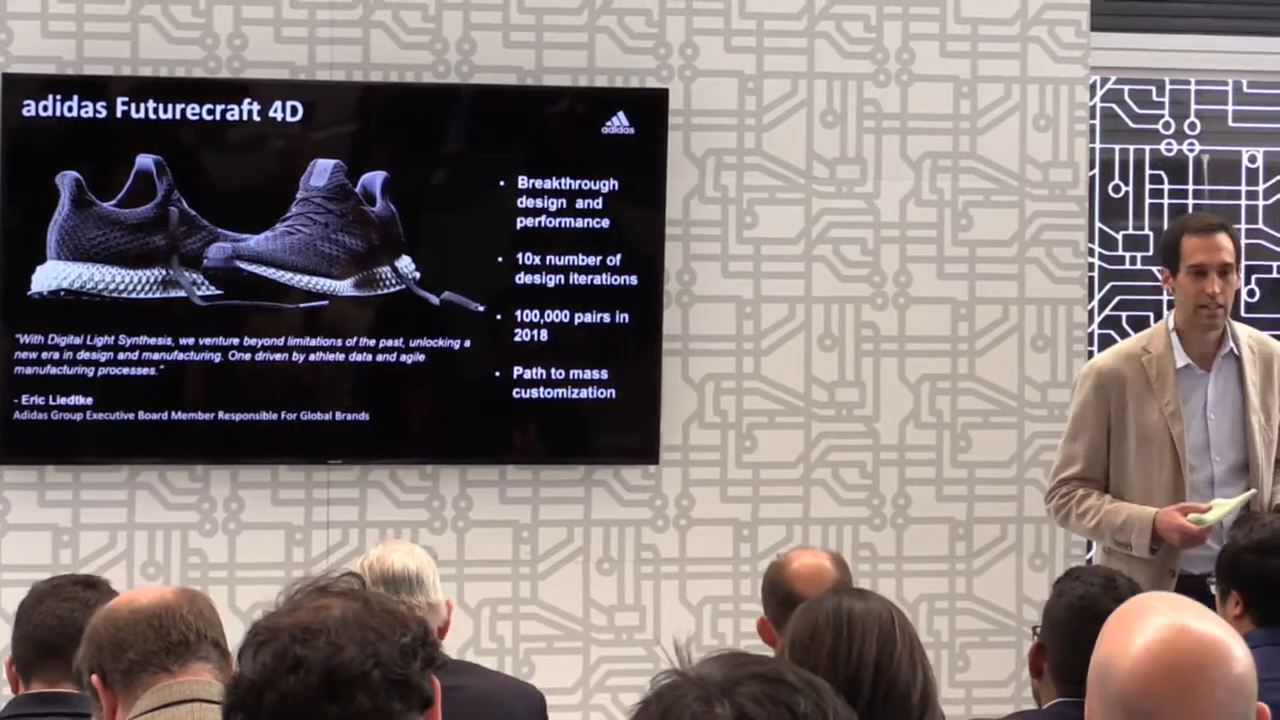 adidas Futurecraft 4D
adidas
• Breakthrough
design and
performance
• 10x number of
design iterations
• 100,000 pairs in
2018
• Path to mass
customization
"With Digital Light Synthesis, we venture beyond limitations of the past, unlocking a
new era in design and manufacturing. One driven by athlete data and agile
manufacturing processes."
- Eric Liedtke
Adidas Group Executive Board Member Responsible For Global Brands